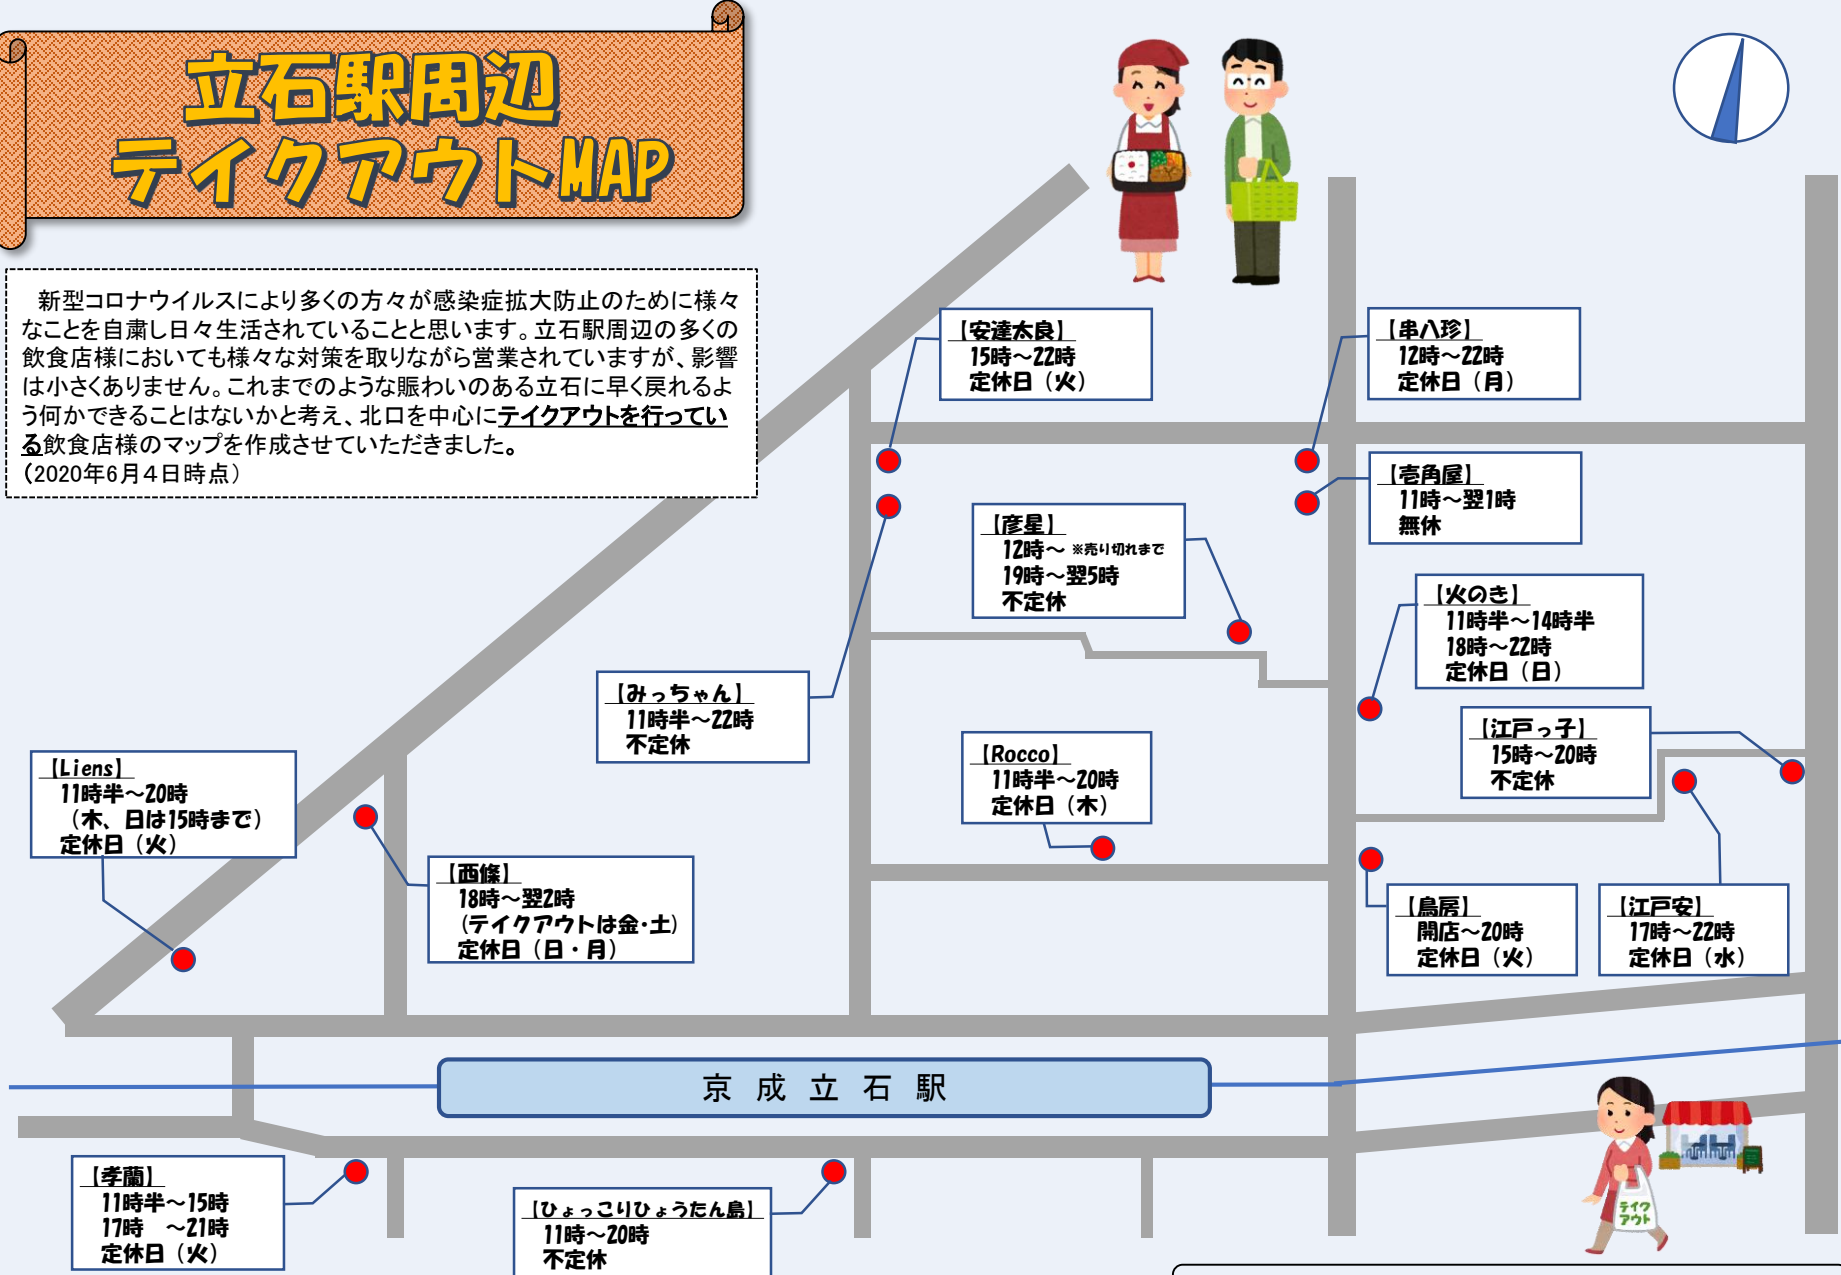 立石駅周辺
テイクアウトMAP
新型コロナウイルスにより多くの方々が感染症拡大防止のために様々
なことを自粛し日々生活されていることと思います。立石駅周辺の多くの
飲食店様においても様々な対策を取りながら営業されていますが、影響
は小さくありません。これまでのような賑わいのある立石に早く戻れるよ
う何かできることはないかと考え、北口を中心にテイクアウトを行ってい
る飲食店様のマップを作成させていただきました。
（2020年6月４日時点）
【安達太良】
15時～22時
定休日（火）
【串八珍】
12時～22時
定休日（月）
【壱角屋】
11時～翌1時
無休
【彦星】
12時～ ※売り切れまで
19時～翌5時
不定休
【火のき】
11時半～14時半
18時～22時
定休日（日）
【みっちゃん】
11時半～22時
不定休
【江戸っ子】
15時～20時
不定休
【Rocco】
11時半～20時
定休日（木）
【Liens】
11時半～20時
（木、日は15時まで）
定休日（火）
【西條】
18時～翌2時
(テイクアウトは金・土)
定休日（日・月）
【鳥房】
開店～20時
定休日（火）
【江戸安】
17時～22時
定休日（水）
京成立石駅
【孝蘭】
11時半～15時
17時　～21時
定休日（火）
【ひょっこりひょうたん島】
11時～20時
不定休
テイク
アウト